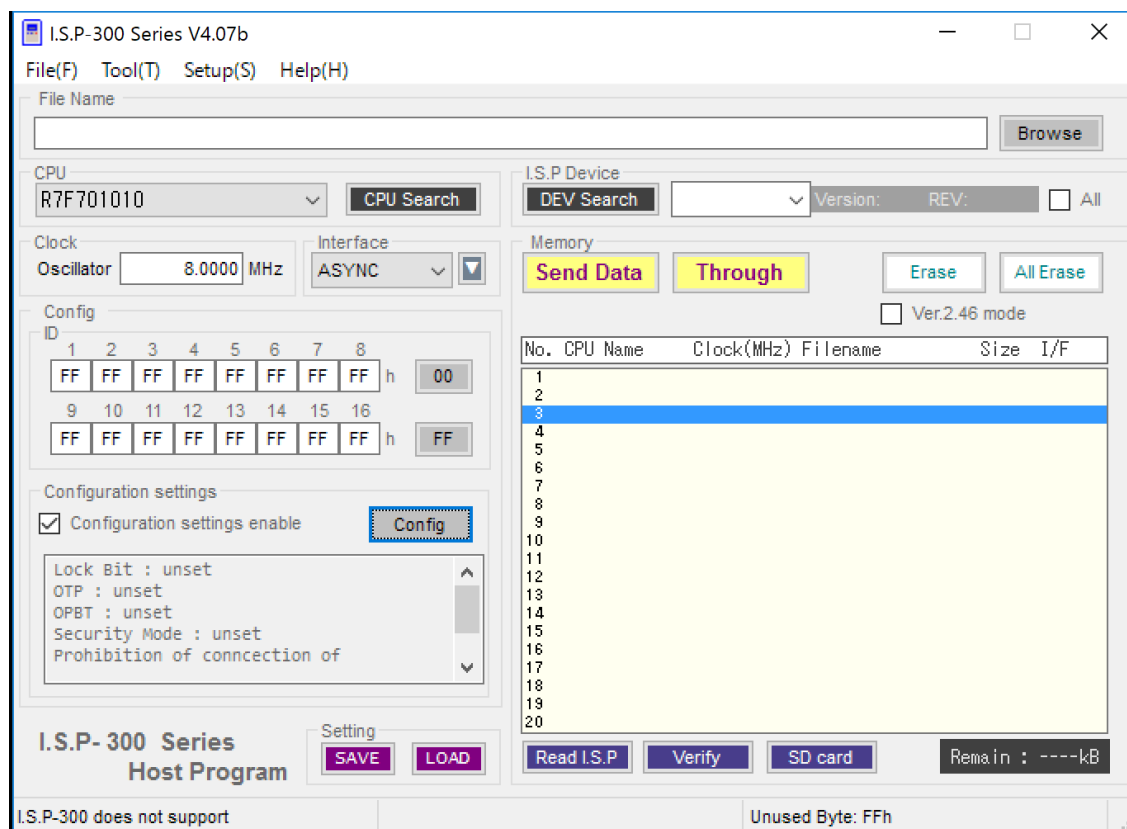 I.S.P-300 Series V4.07b
File(F) Tool(T) Setup(S) Help(H)
File Name
Browse
CPU
R7F701010 CPU Search
I.S.P Device
DEV Search Version: REV: All
Clock
Oscillator 8.0000 MHz
Interface
ASYNC
Memory
Send Data Through Erase All Erase
Ver.2.46 mode
Config
ID
1 2 3 4 5 6 7 8
FF FF FF FF FF FF FF FF h 00
9 10 11 12 13 14 15 16
FF FF FF FF FF FF FF FF h FF
Configuration settings
Configuration settings enable Config
Lock Bit : unset
OTP : unset
OPBT : unset
Security Mode : unset
Prohibition of conncection of
No. CPU Name Clock(MHz) Filename Size I/F
1
2
3
4
5
6
7
8
9
10
11
12
13
14
15
16
17
18
19
20
I.S.P- 300 Series
Host Program
Setting
SAVE LOAD
Read I.S.P Verify SD card Remain : ----kB
I.S.P-300 does not support Unused Byte: FFh